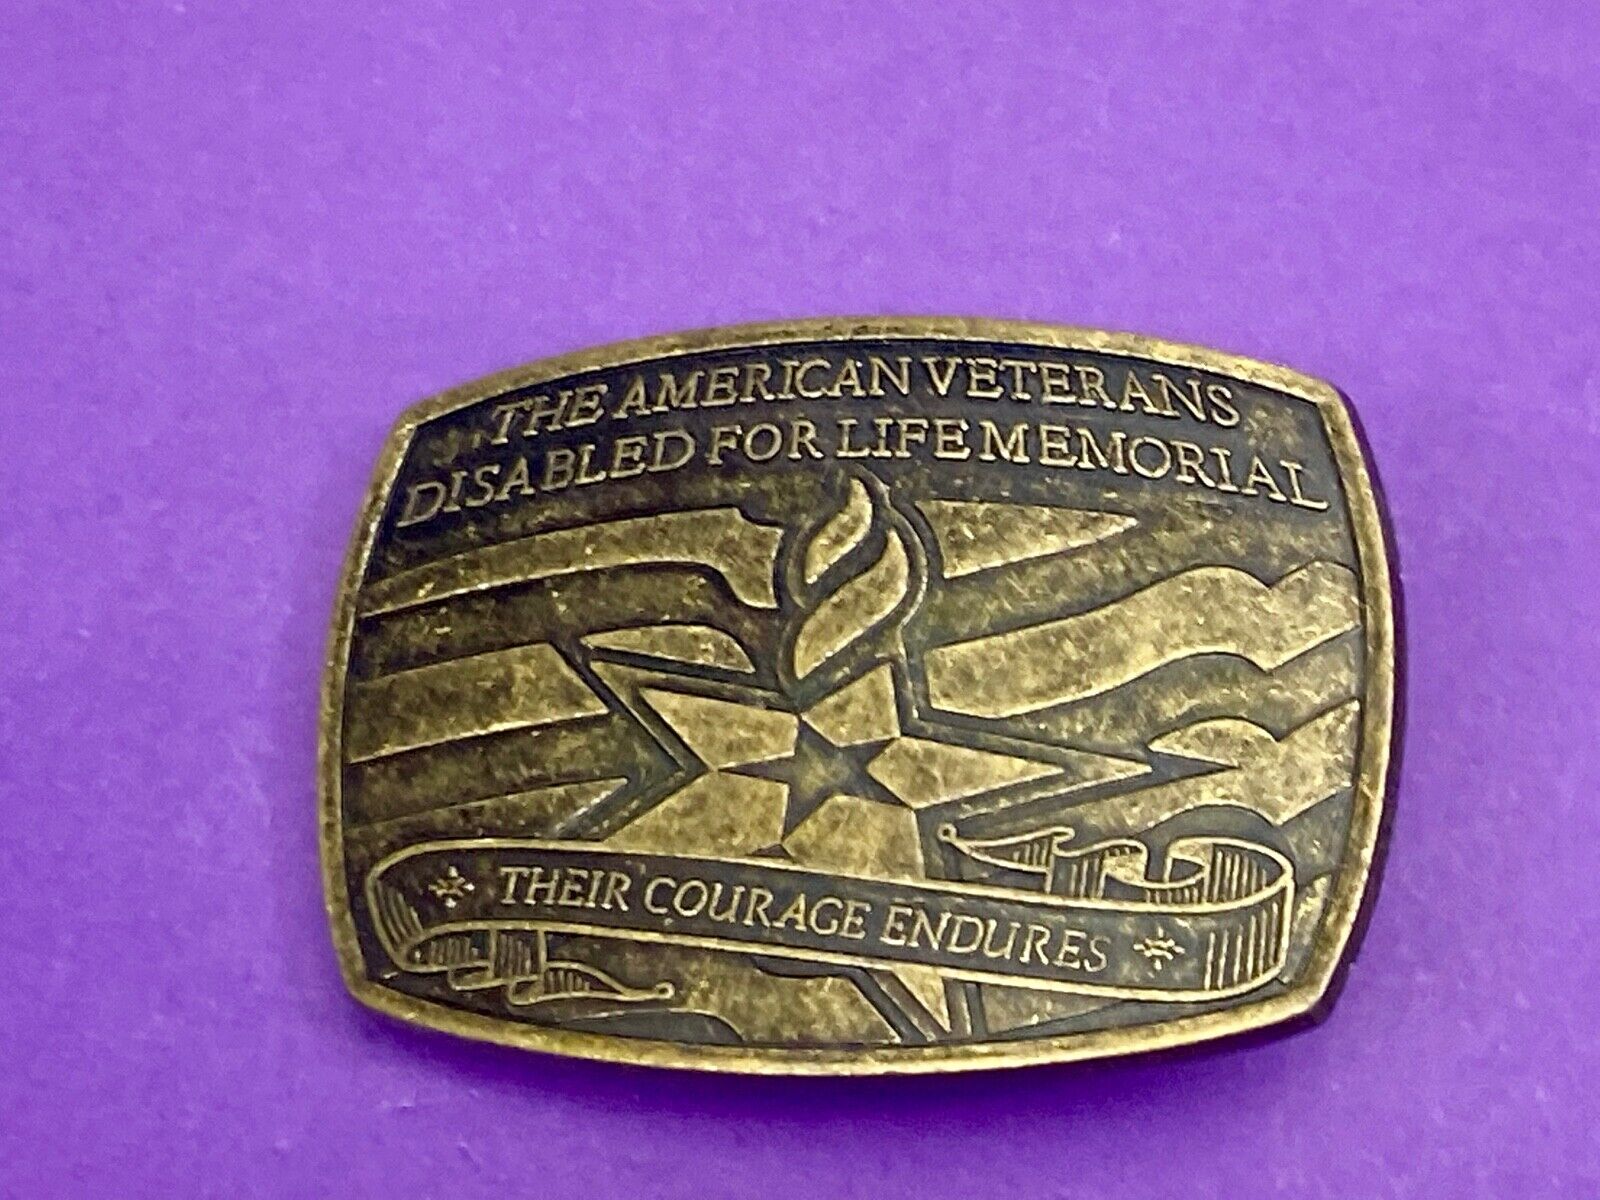 THE AMERICAN VETERANS
DISABLED FOR LIFE MEMORIAL
THEIR COURAGE ENDURES